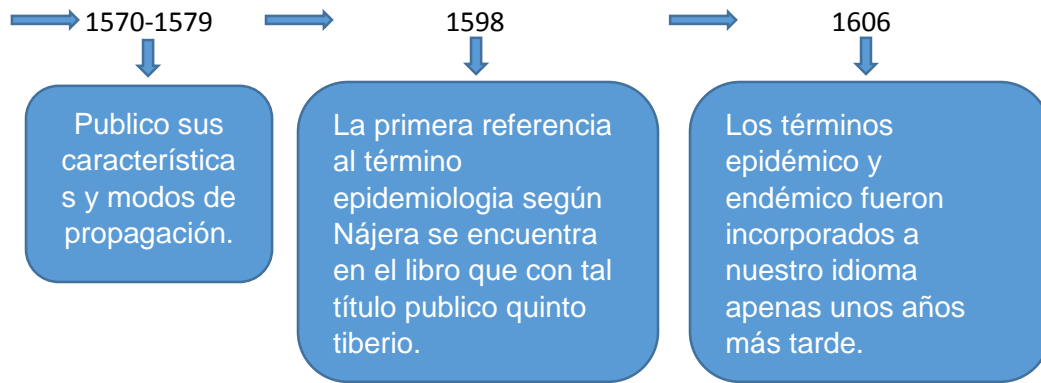 1570-1579
Publico sus
característica
s y modos de
propagación.
1598
La primera referencia
al término
epidemiologia según
Nájera se encuentra
en el libro que con tal
título publico quinto
tiberio.
1606
Los términos
epidémico y
endémico fueron
incorporados a
nuestro idioma
apenas unos años
más tarde.